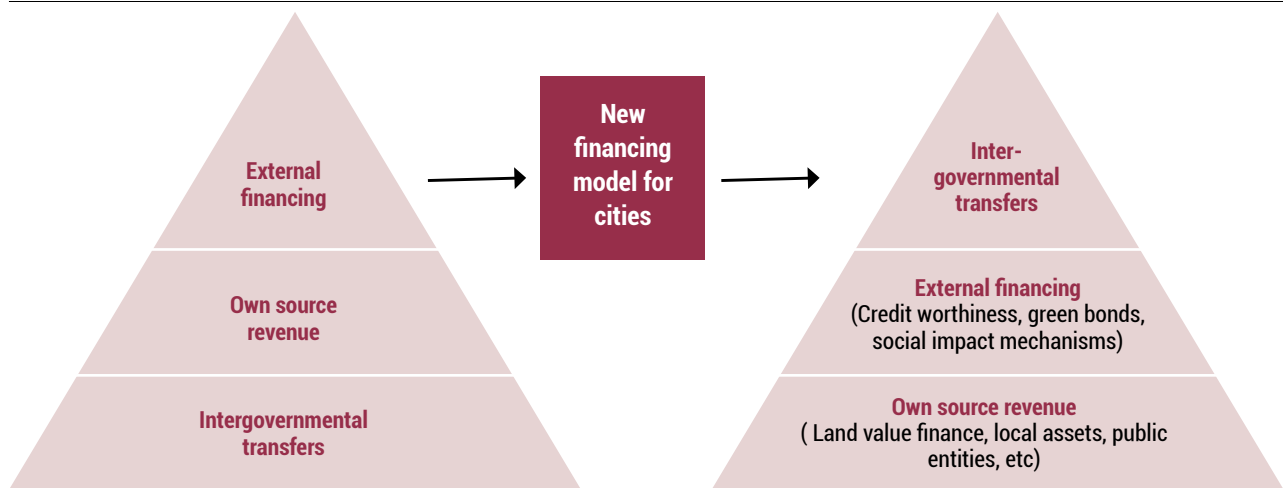 External
financing
Own source
revenue
Intergovernmental
transfers
New
financing
model for
cities
Inter-
governmental
transfers
External financing
(Credit worthiness, green bonds,
social impact mechanisms)
Own source revenue
( Land value finance, local assets, public
entities, etc)